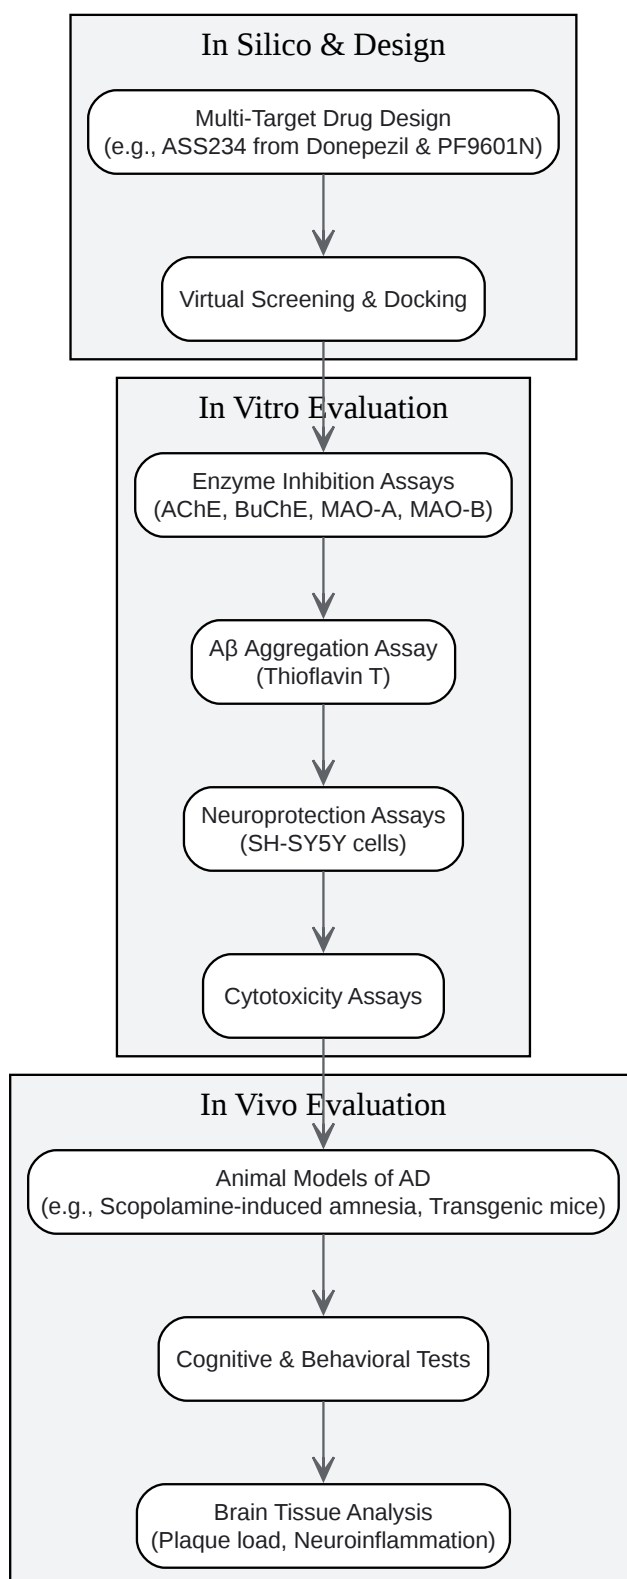 In Silico & Design
Multi-Target Drug Design
(e.g., ASS234 from Donepezil & PF9601N)
Virtual Screening & Docking
In Vitro Evaluation
Enzyme Inhibition Assays
(AChE, BuChE, MAO-A, MAO-B)
Aβ Aggregation Assay
(Thioflavin T)
Neuroprotection Assays
(SH-SY5Y cells)
Cytotoxicity Assays
In Vivo Evaluation
Animal Models of AD
(e.g., Scopolamine-induced amnesia, Transgenic mice)
Cognitive & Behavioral Tests
Brain Tissue Analysis
(Plaque load, Neuroinflammation)